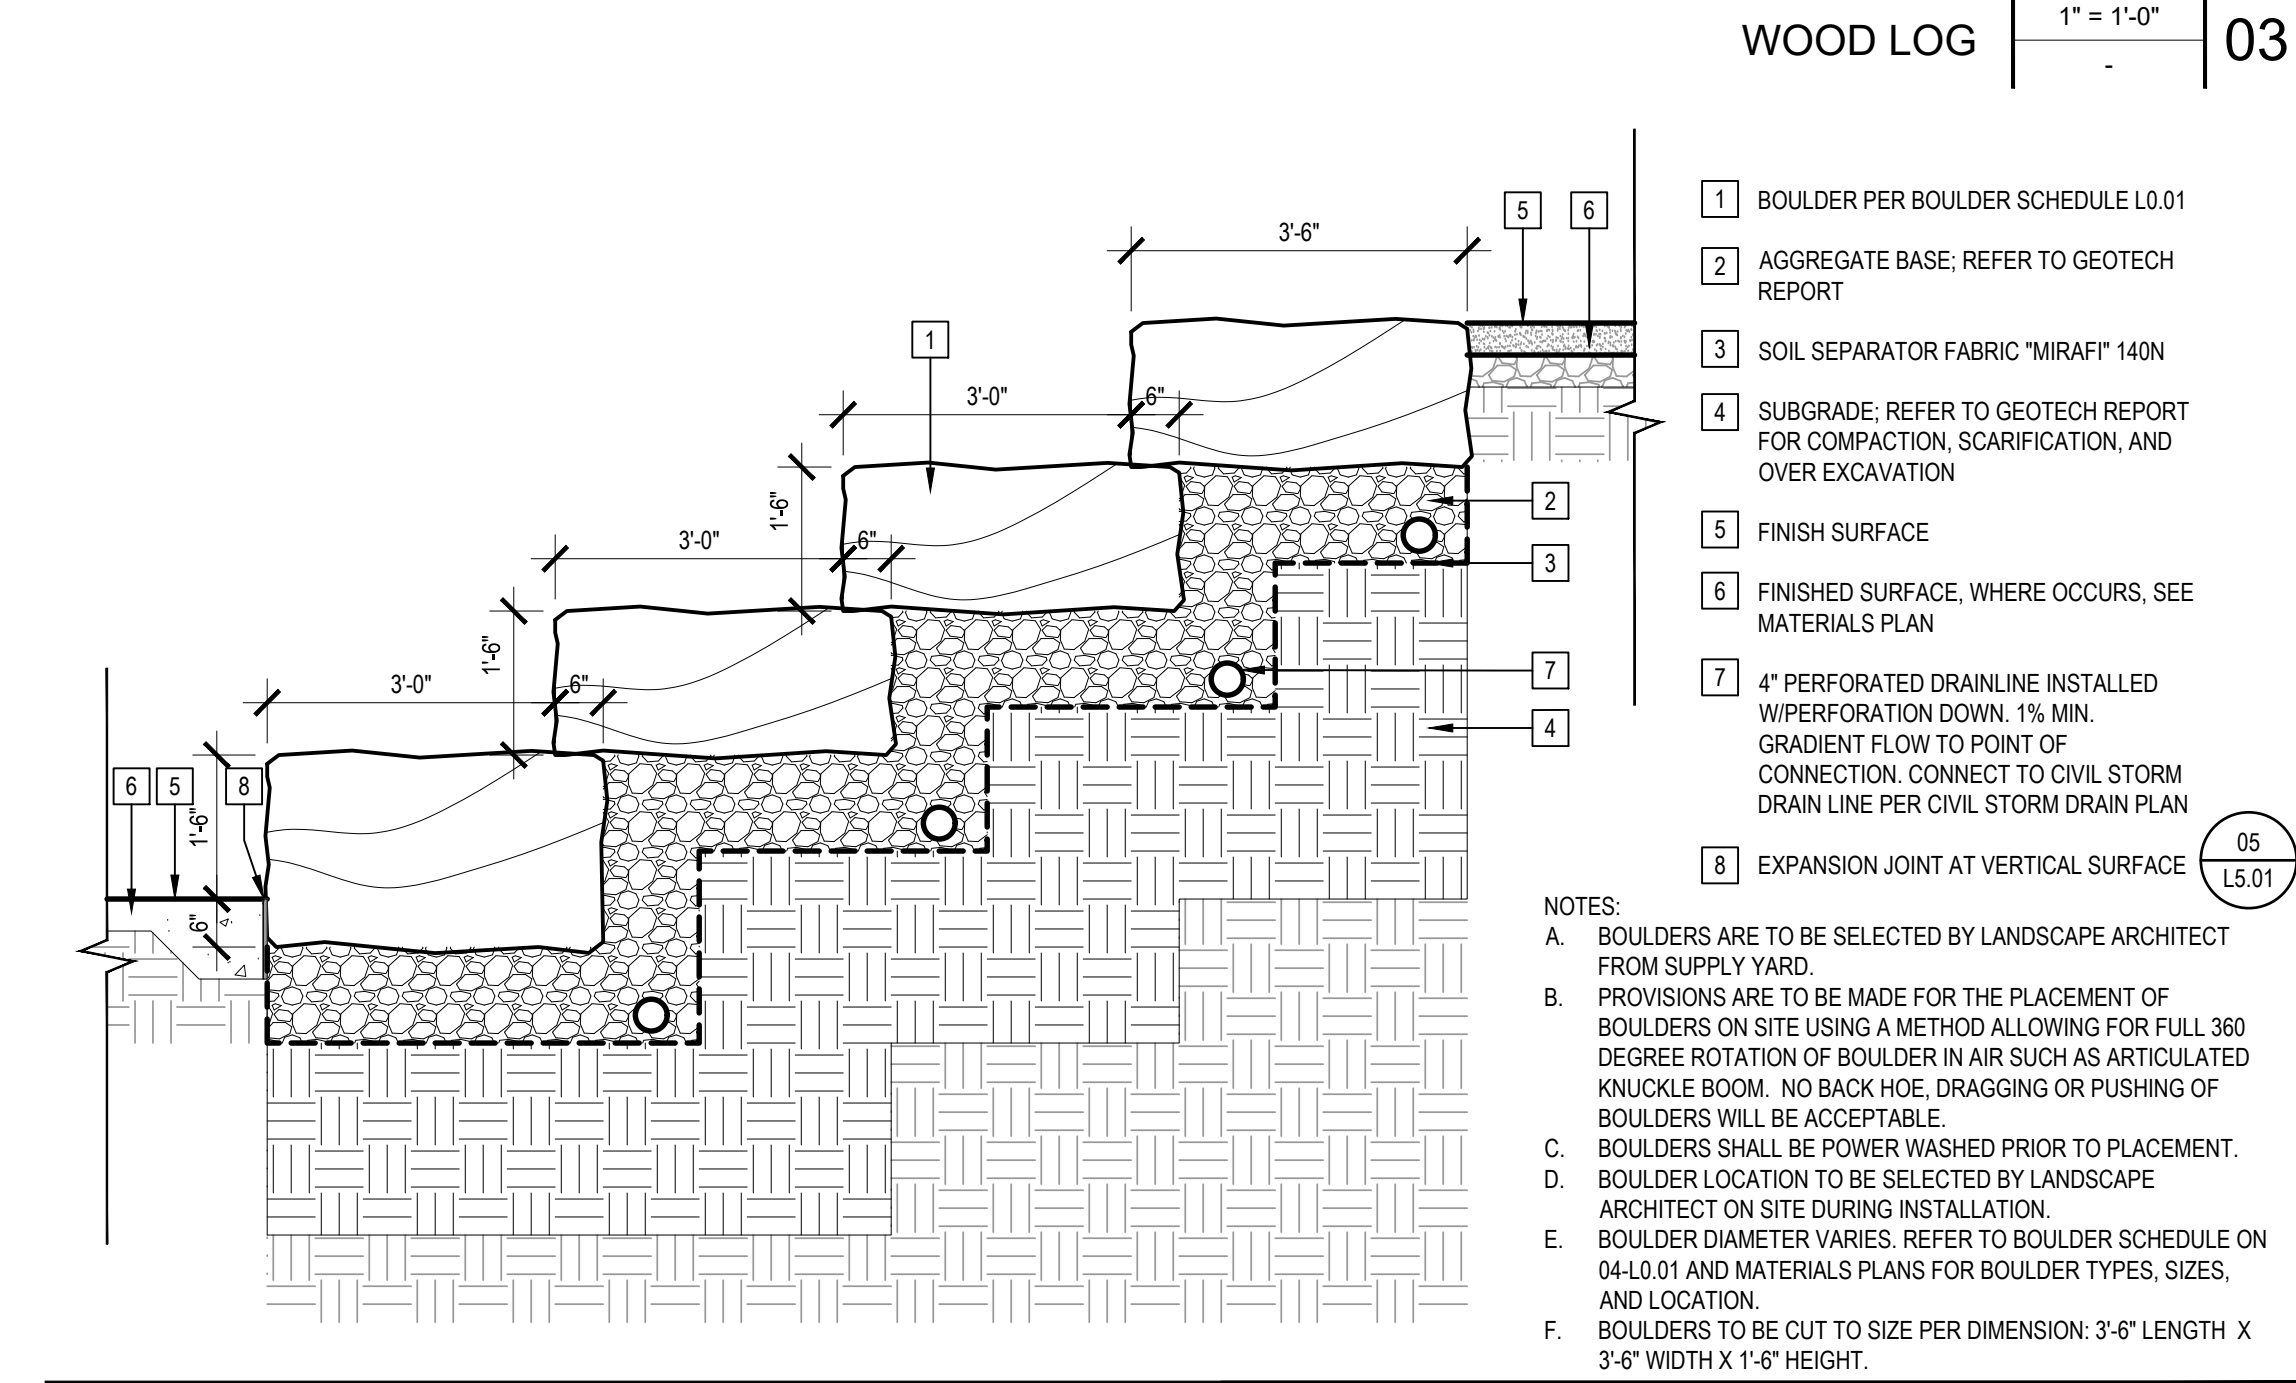 WOOD LOG
1" = 1'-0"
-
03
5
6
3'-6"
1
3'-0"
6"
1'-6"
2
3'-0"
6"
3
1'-6"
7
3'-0"
6"
4
6
5
8
1'-6"
6"
1 BOULDER PER BOULDER SCHEDULE L0.01
2 AGGREGATE BASE; REFER TO GEOTECH
REPORT
3 SOIL SEPARATOR FABRIC "MIRAFI" 140N
4 SUBGRADE; REFER TO GEOTECH REPORT
FOR COMPACTION, SCARIFICATION, AND
OVER EXCAVATION
5 FINISH SURFACE
6 FINISHED SURFACE, WHERE OCCURS, SEE
MATERIALS PLAN
7 4" PERFORATED DRAINLINE INSTALLED
W/PERFORATION DOWN. 1% MIN.
GRADIENT FLOW TO POINT OF
CONNECTION. CONNECT TO CIVIL STORM
DRAIN LINE PER CIVIL STORM DRAIN PLAN
8 EXPANSION JOINT AT VERTICAL SURFACE
05
L5.01
NOTES:
A. BOULDERS ARE TO BE SELECTED BY LANDSCAPE ARCHITECT
FROM SUPPLY YARD.
B. PROVISIONS ARE TO BE MADE FOR THE PLACEMENT OF
BOULDERS ON SITE USING A METHOD ALLOWING FOR FULL 360
DEGREE ROTATION OF BOULDER IN AIR SUCH AS ARTICULATED
KNUCKLE BOOM. NO BACK HOE, DRAGGING OR PUSHING OF
BOULDERS WILL BE ACCEPTABLE.
C. BOULDERS SHALL BE POWER WASHED PRIOR TO PLACEMENT.
D. BOULDER LOCATION TO BE SELECTED BY LANDSCAPE
ARCHITECT ON SITE DURING INSTALLATION.
E. BOULDER DIAMETER VARIES. REFER TO BOULDER SCHEDULE ON
04-L0.01 AND MATERIALS PLANS FOR BOULDER TYPES, SIZES,
AND LOCATION.
F. BOULDERS TO BE CUT TO SIZE PER DIMENSION: 3'-6" LENGTH X
3'-6" WIDTH X 1'-6" HEIGHT.